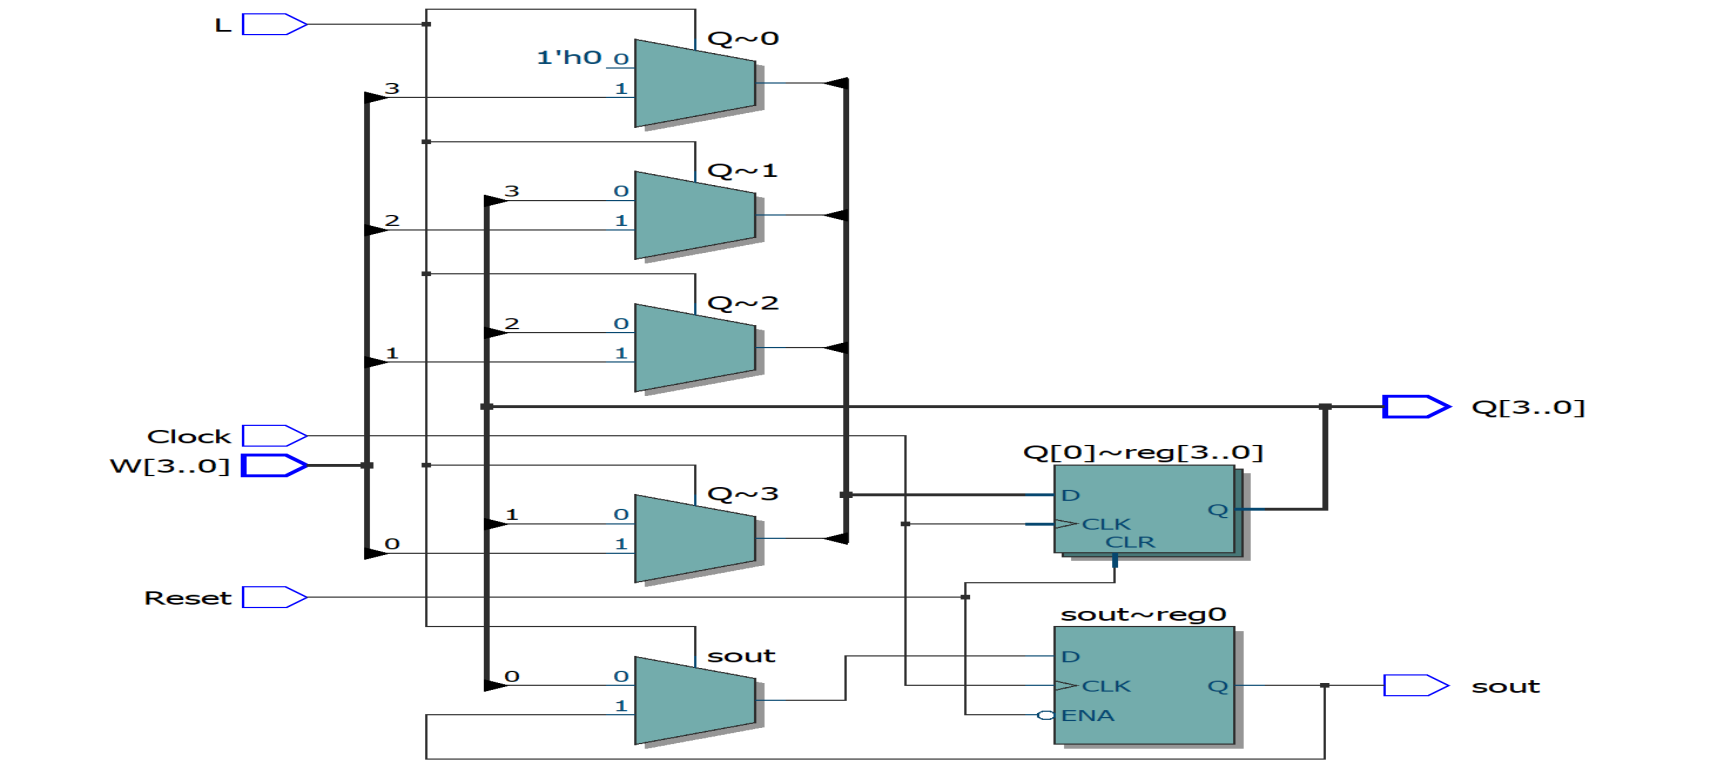 L
Q~0
1'h0 0
3 1
Q~1
3 0
2 1
Q~2
2 0
1 1
Q[3..0]
Clock
W[3..0]
Q[0]~reg[3..0]
Q~3
D
Q
1 0
CLK
0 1
CLR
Reset
sout~reg0
sout
D
0 0
CLK
Q
sout
1
ENA